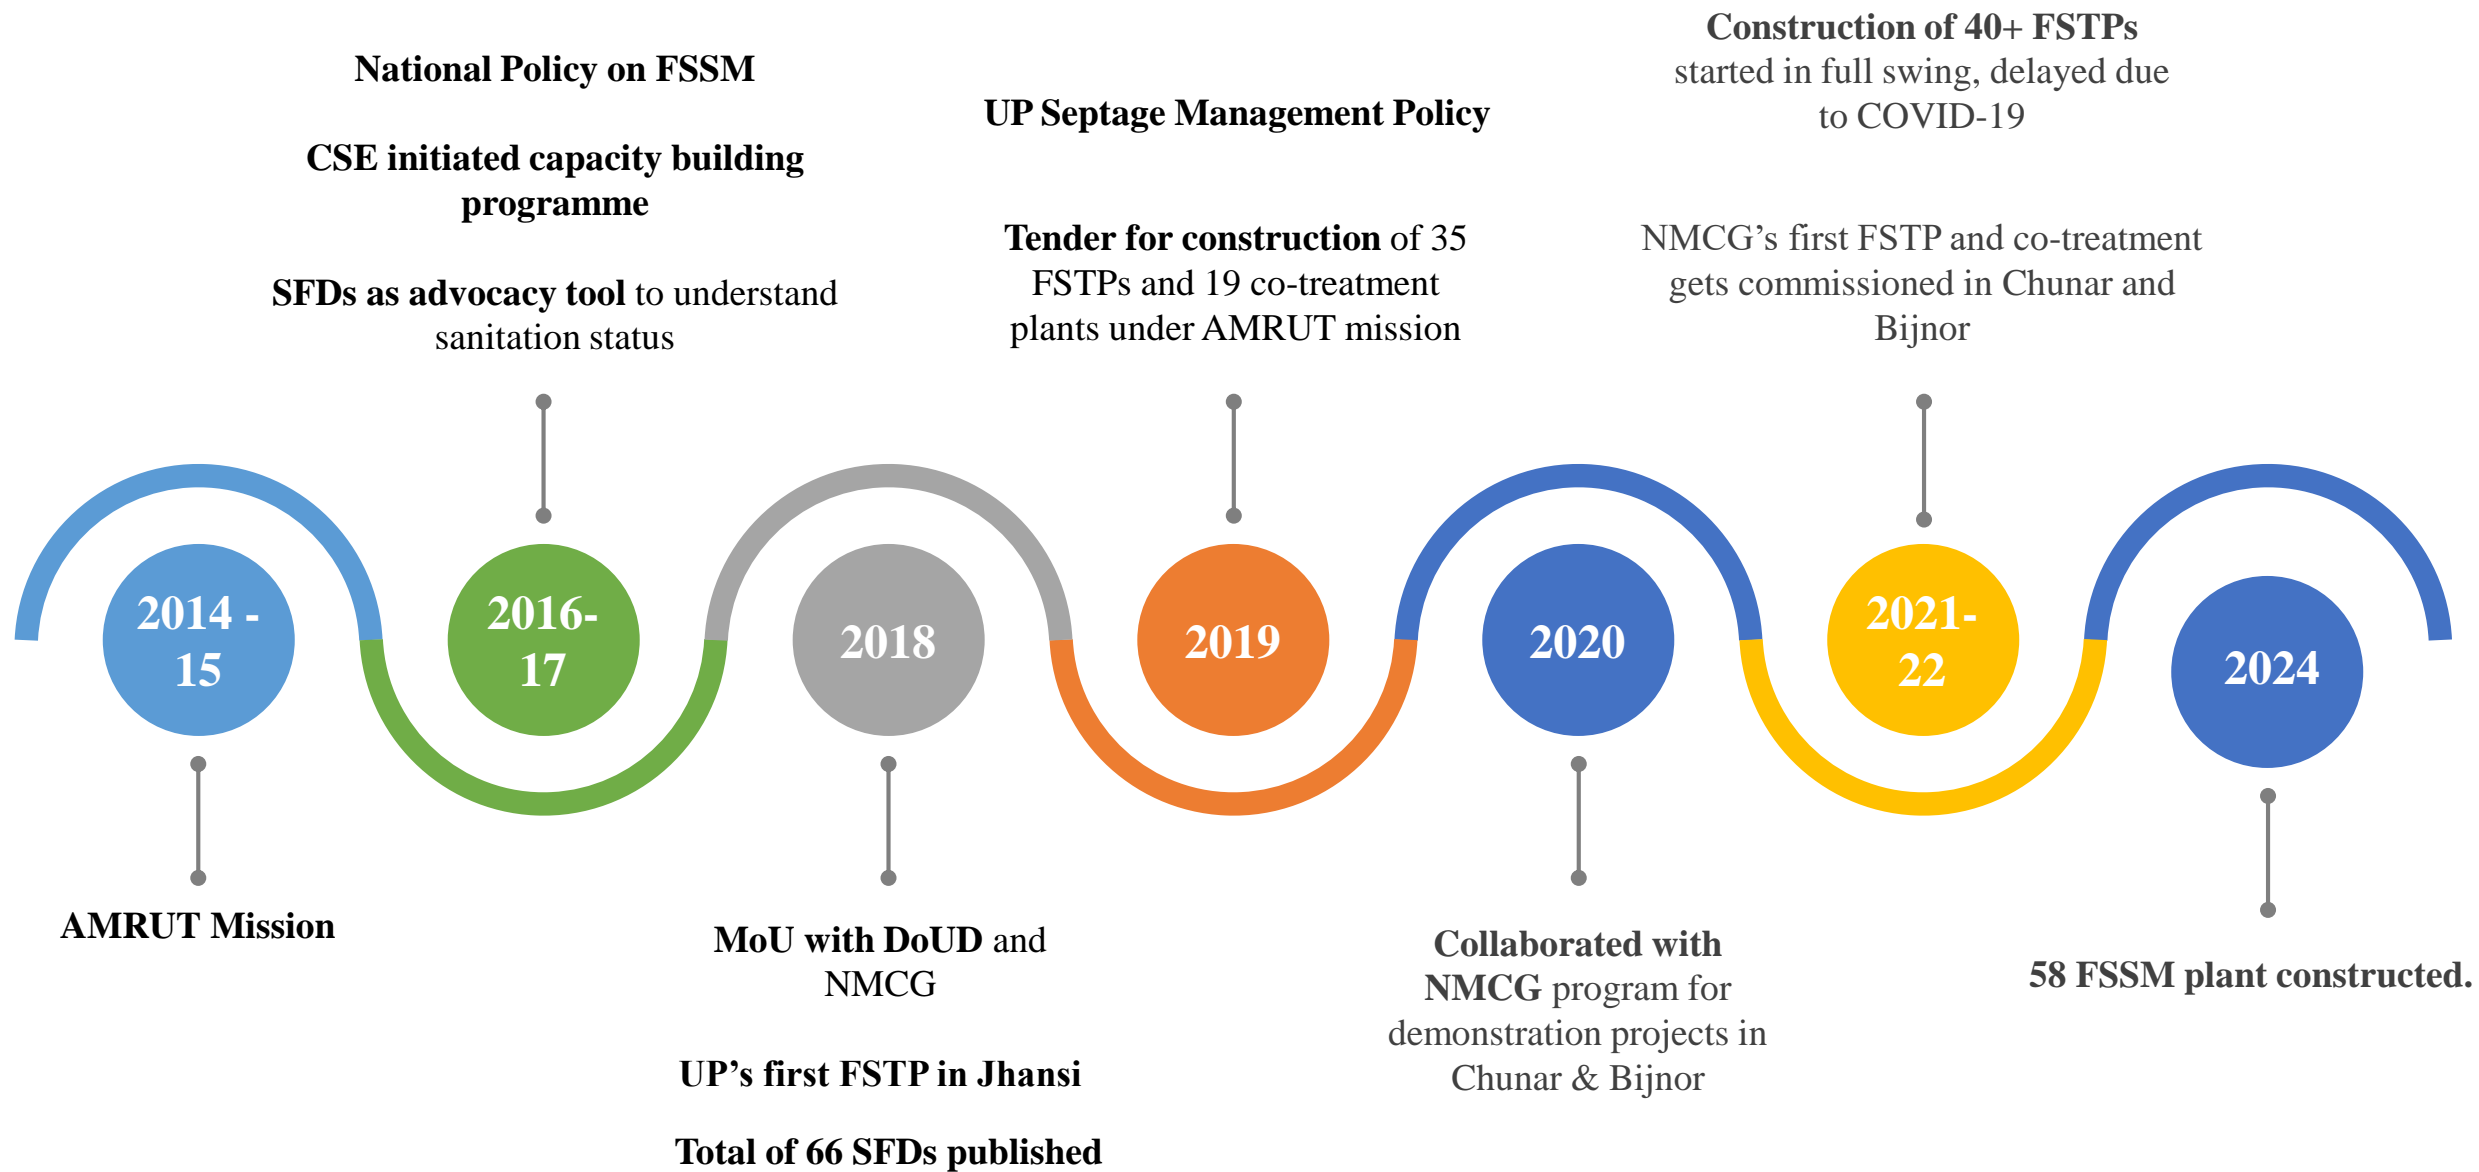 2014 -
15
AMRUT Mission
National Policy on FSSM
CSE initiated capacity building
programme
SFDs as advocacy tool to understand
sanitation status
2016-
17
2018
MoU with DoUD and
NMCG
UP’s first FSTP in Jhansi
Total of 66 SFDs published
UP Septage Management Policy
Tender for construction of 35
FSTPs and 19 co-treatment
plants under AMRUT mission
2019
2020
Collaborated with
NMCG program for
demonstration projects in
Chunar & Bijnor
Construction of 40+ FSTPs
started in full swing, delayed due
to COVID-19
NMCG’s first FSTP and co-treatment
gets commissioned in Chunar and
Bijnor
2021-
22
2024
58 FSSM plant constructed.